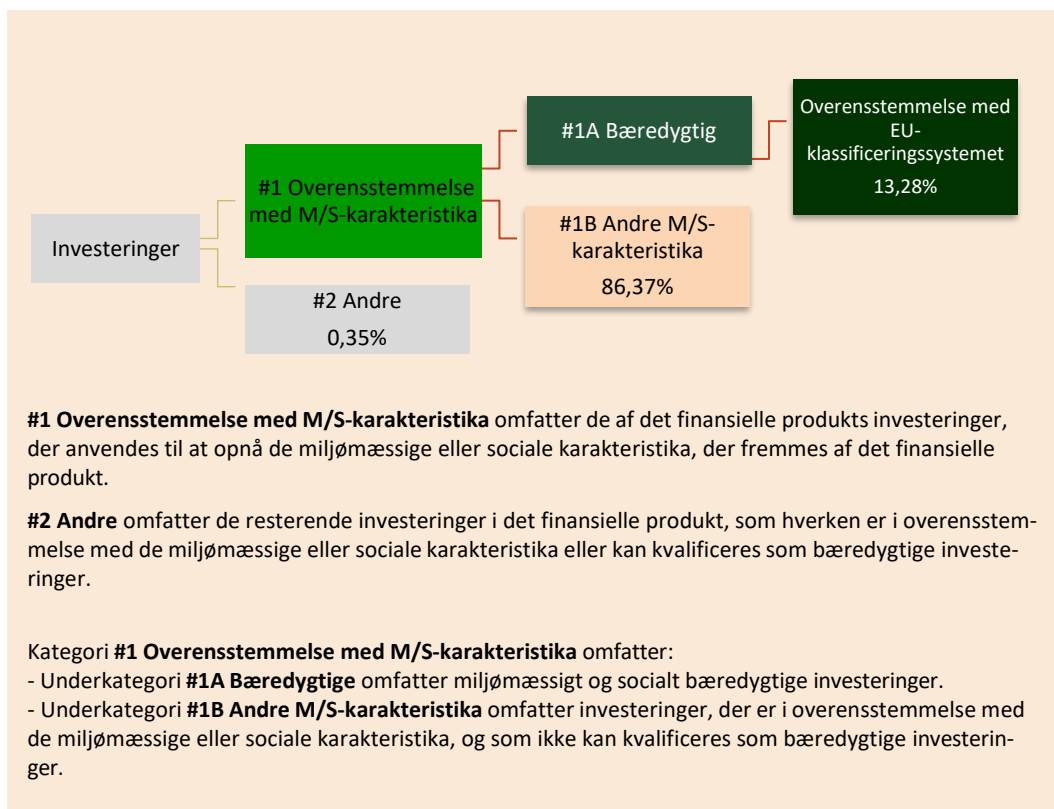 Investeringer
#1 Overensstemmelse
med M/S-karakteristika
#2 Andre
0,35%
#1A Bæredygtig
#1B Andre M/S-
karakteristika
86,37%
Overensstemmelse med
EU-
klassificeringssystemet
13,28%
#1 Overensstemmelse med M/S-karakteristika omfatter de af det finansielle produkts investeringer,
der anvendes til at opnå de miljømæssige eller sociale karakteristika, der fremmes af det finansielle
produkt.
#2 Andre omfatter de resterende investeringer i det finansielle produkt, som hverken er i overensstem-
melse med de miljømæssige eller sociale karakteristika eller kan kvalificeres som bæredygtige investe-
ringer.
Kategori #1 Overensstemmelse med M/S-karakteristika omfatter:
- Underkategori #1A Bæredygtige omfatter miljømæssigt og socialt bæredygtige investeringer.
- Underkategori #1B Andre M/S-karakteristika omfatter investeringer, der er i overensstemmelse med
de miljømæssige eller sociale karakteristika, og som ikke kan kvalificeres som bæredygtige investerin-
ger.